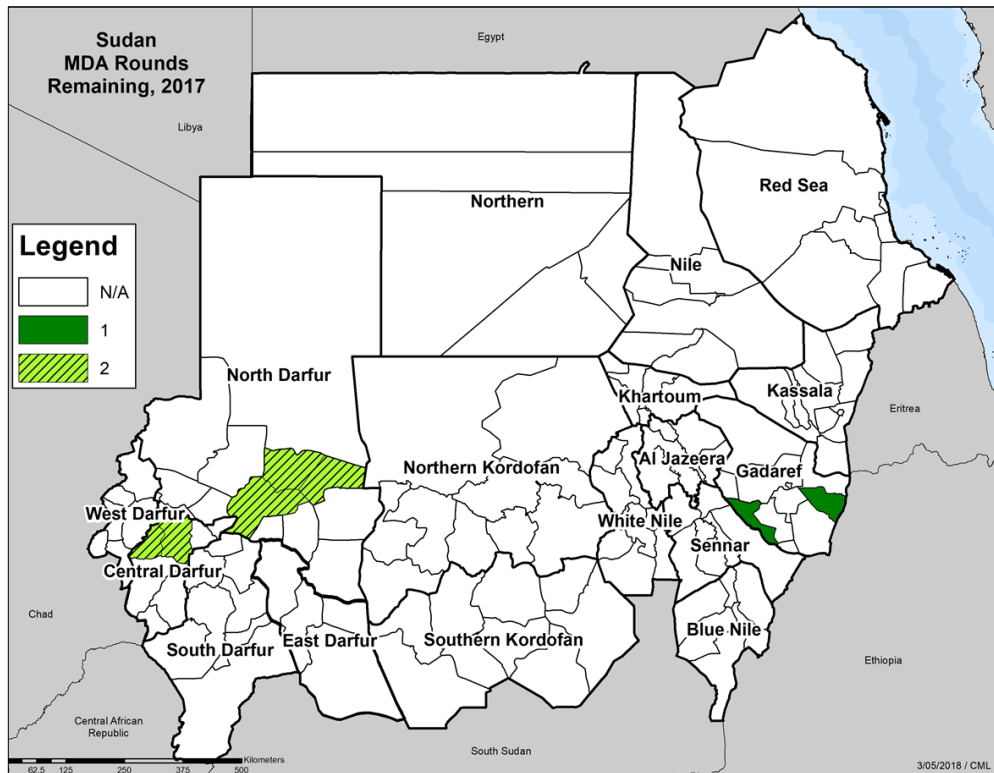 Sudan
MDA Rounds
Remaining, 2017
Egypt
Libya
Red Sea
Northern
Legend
N/A
1
2
Nile
North Darfur
Khartoum
Kassala
Eritrea
Northern Kordofan
Al Jazeera
Gadaref
West Darfur
White Nile
Sennar
Central Darfur
Chad
South Darfur
East Darfur
Southern Kordofan
Blue Nile
Ethiopia
Central African
Republic
South Sudan
Kilometers
62.5 125 250 375 500
3/05/2018 / CML